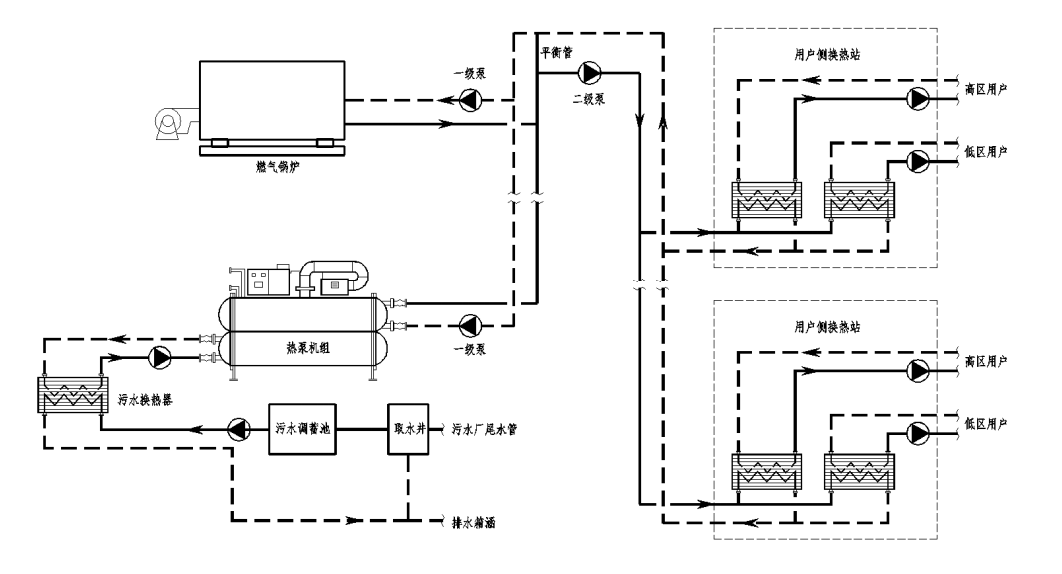 用户侧换热站
平衡管
一级泵
二级泵
高区用户
低区用户
燃气锅炉
用户侧换热站
热泵机组
一级泵
高区用户
污水换热器
低区用户
污水调蓄池
取水井
污水厂尾水管
排水箱涵